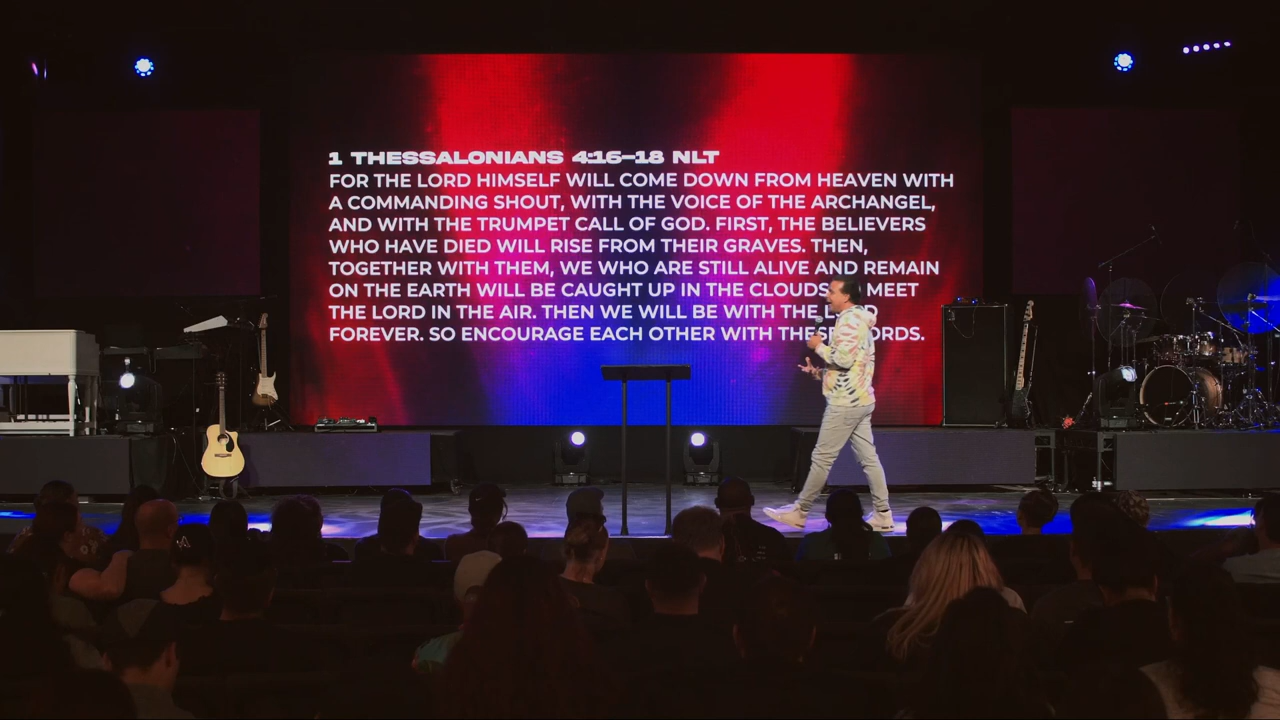 1 THESSALONIANS 4:16–18 NLT
FOR THE LORD HIMSELF WILL COME DOWN FROM HEAVEN WITH
A COMMANDING SHOUT, WITH THE VOICE OF THE ARCHANGEL,
AND WITH THE TRUMPET CALL OF GOD. FIRST, THE BELIEVERS
WHO HAVE DIED WILL RISE FROM THEIR GRAVES. THEN,
TOGETHER WITH THEM, WE WHO ARE STILL ALIVE AND REMAIN
ON THE EARTH WILL BE CAUGHT UP IN THE CLOUDS MEET
THE LORD IN THE AIR. THEN WE WILL BE WITH THE
FOREVER. SO ENCOURAGE EACH OTHER WITH